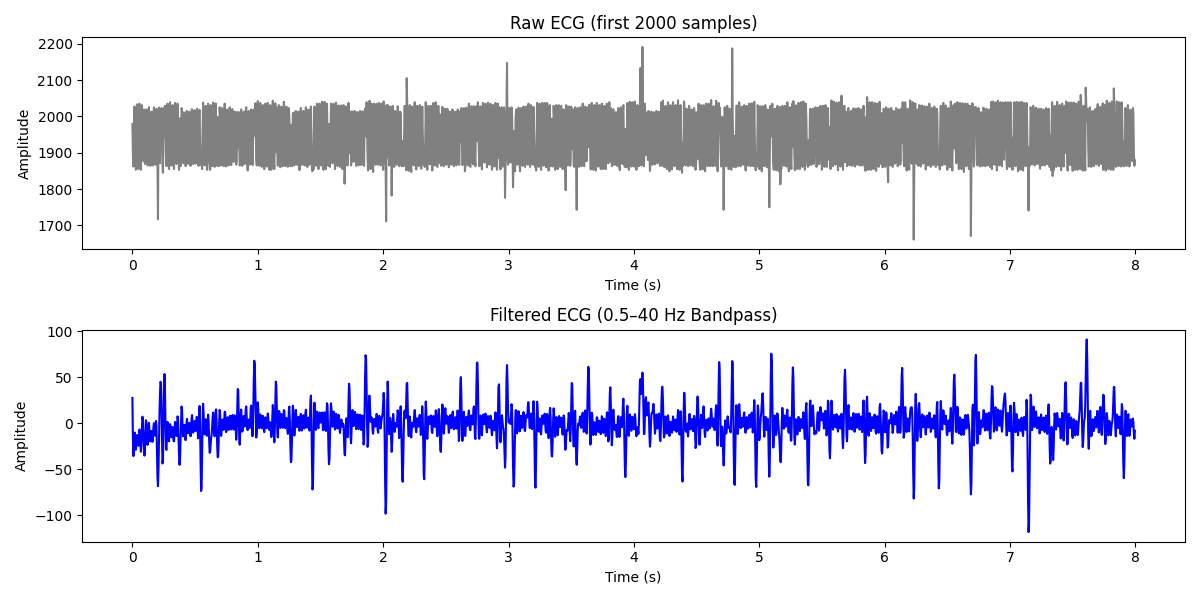 Raw ECG (first 2000 samples)
2200
2100
2000
1900
1800
1700
Amplitude
0 1 2 3 4 5 6 7 8
Time (s)
Filtered ECG (0.5–40 Hz Bandpass)
100
50
0
−50
−100
Amplitude
0 1 2 3 4 5 6 7 8
Time (s)